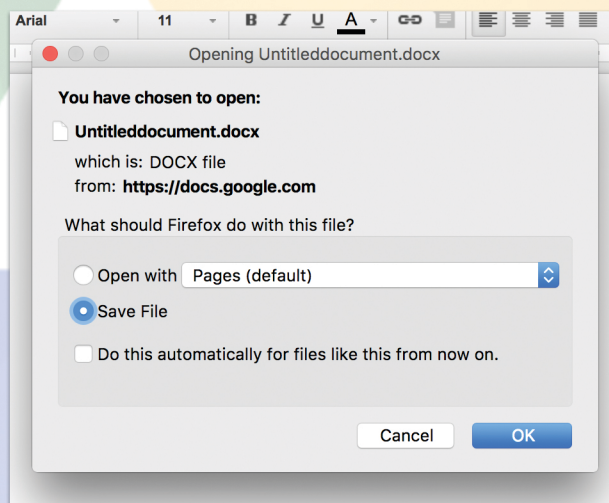 Arial 11 B I U A
Opening Untitleddocument.docx
You have chosen to open:
Untitleddocument.docx
which is: DOCX file
from: https://docs.google.com
What should Firefox do with this file?
Open with Pages (default)
Save File
Do this automatically for files like this from now on.
Cancel OK